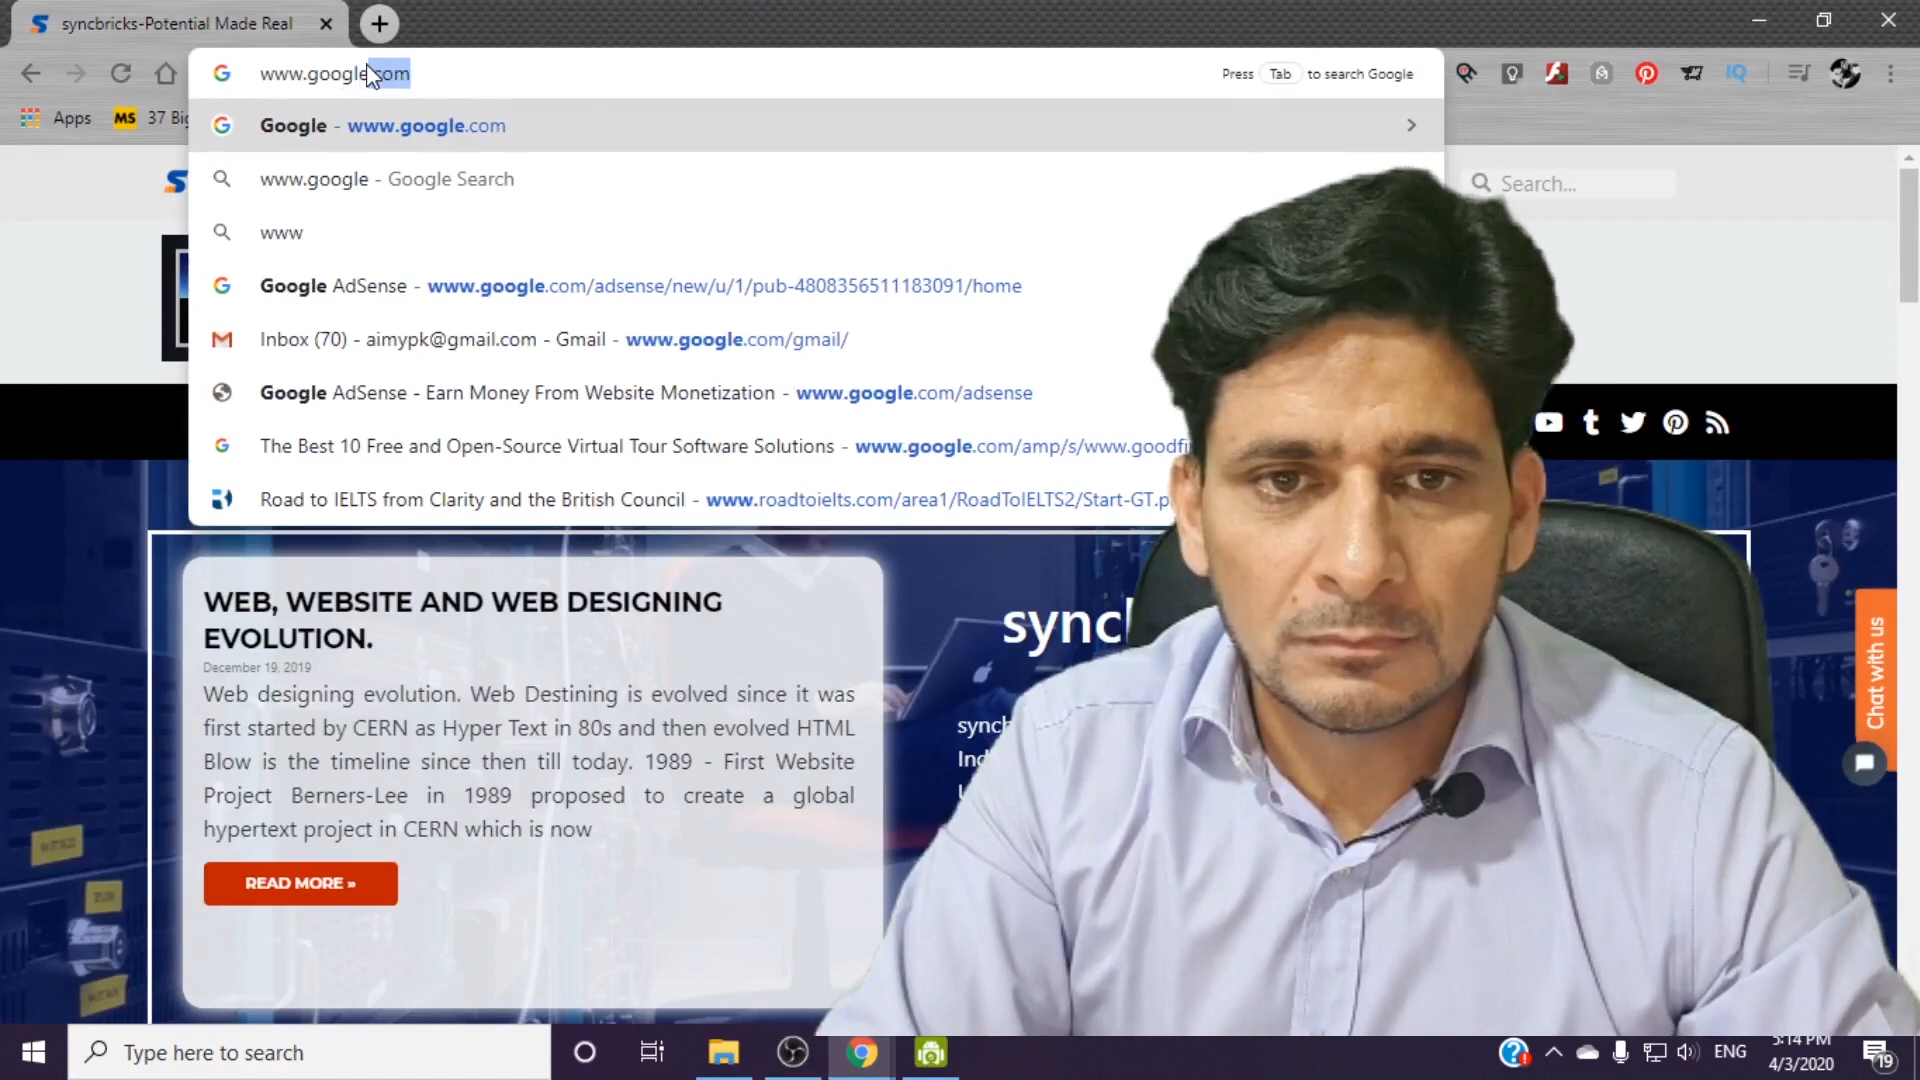 syncbricks-Potential Made Real
www.google.com
Press Tab to search Google
Apps
MS 37
Google - www.google.com
www.google - Google Search
Search...
www
Google AdSense - www.google.com/adsense/new/u/1/pub-4808356511183091/home
Inbox (70) - aimypk@gmail.com - Gmail - www.google.com/gmail/
Google AdSense - Earn Money From Website Monetization - www.google.com/adsense
The Best 10 Free and Open-Source Virtual Tour Software Solutions - www.google.com/amp/s/www.goodfi
Road to IELTS from Clarity and the British Council - www.roadtoielts.com/area1/RoadToIELTS2/Start-GT.p
WEB, WEBSITE AND WEB DESIGNING
EVOLUTION.
December 19, 2019
Web designing evolution. Web Destining is evolved since it was
first started by CERN as Hyper Text in 80s and then evolved HTML
Blow is the timeline since then till today. 1989 - First Website
Project Berners-Lee in 1989 proposed to create a global
hypertext project in CERN which is now
READ MORE »
sync
synch
Ind
Chat with us
Type here to search
ENG
5:14 PM
4/3/2020
19